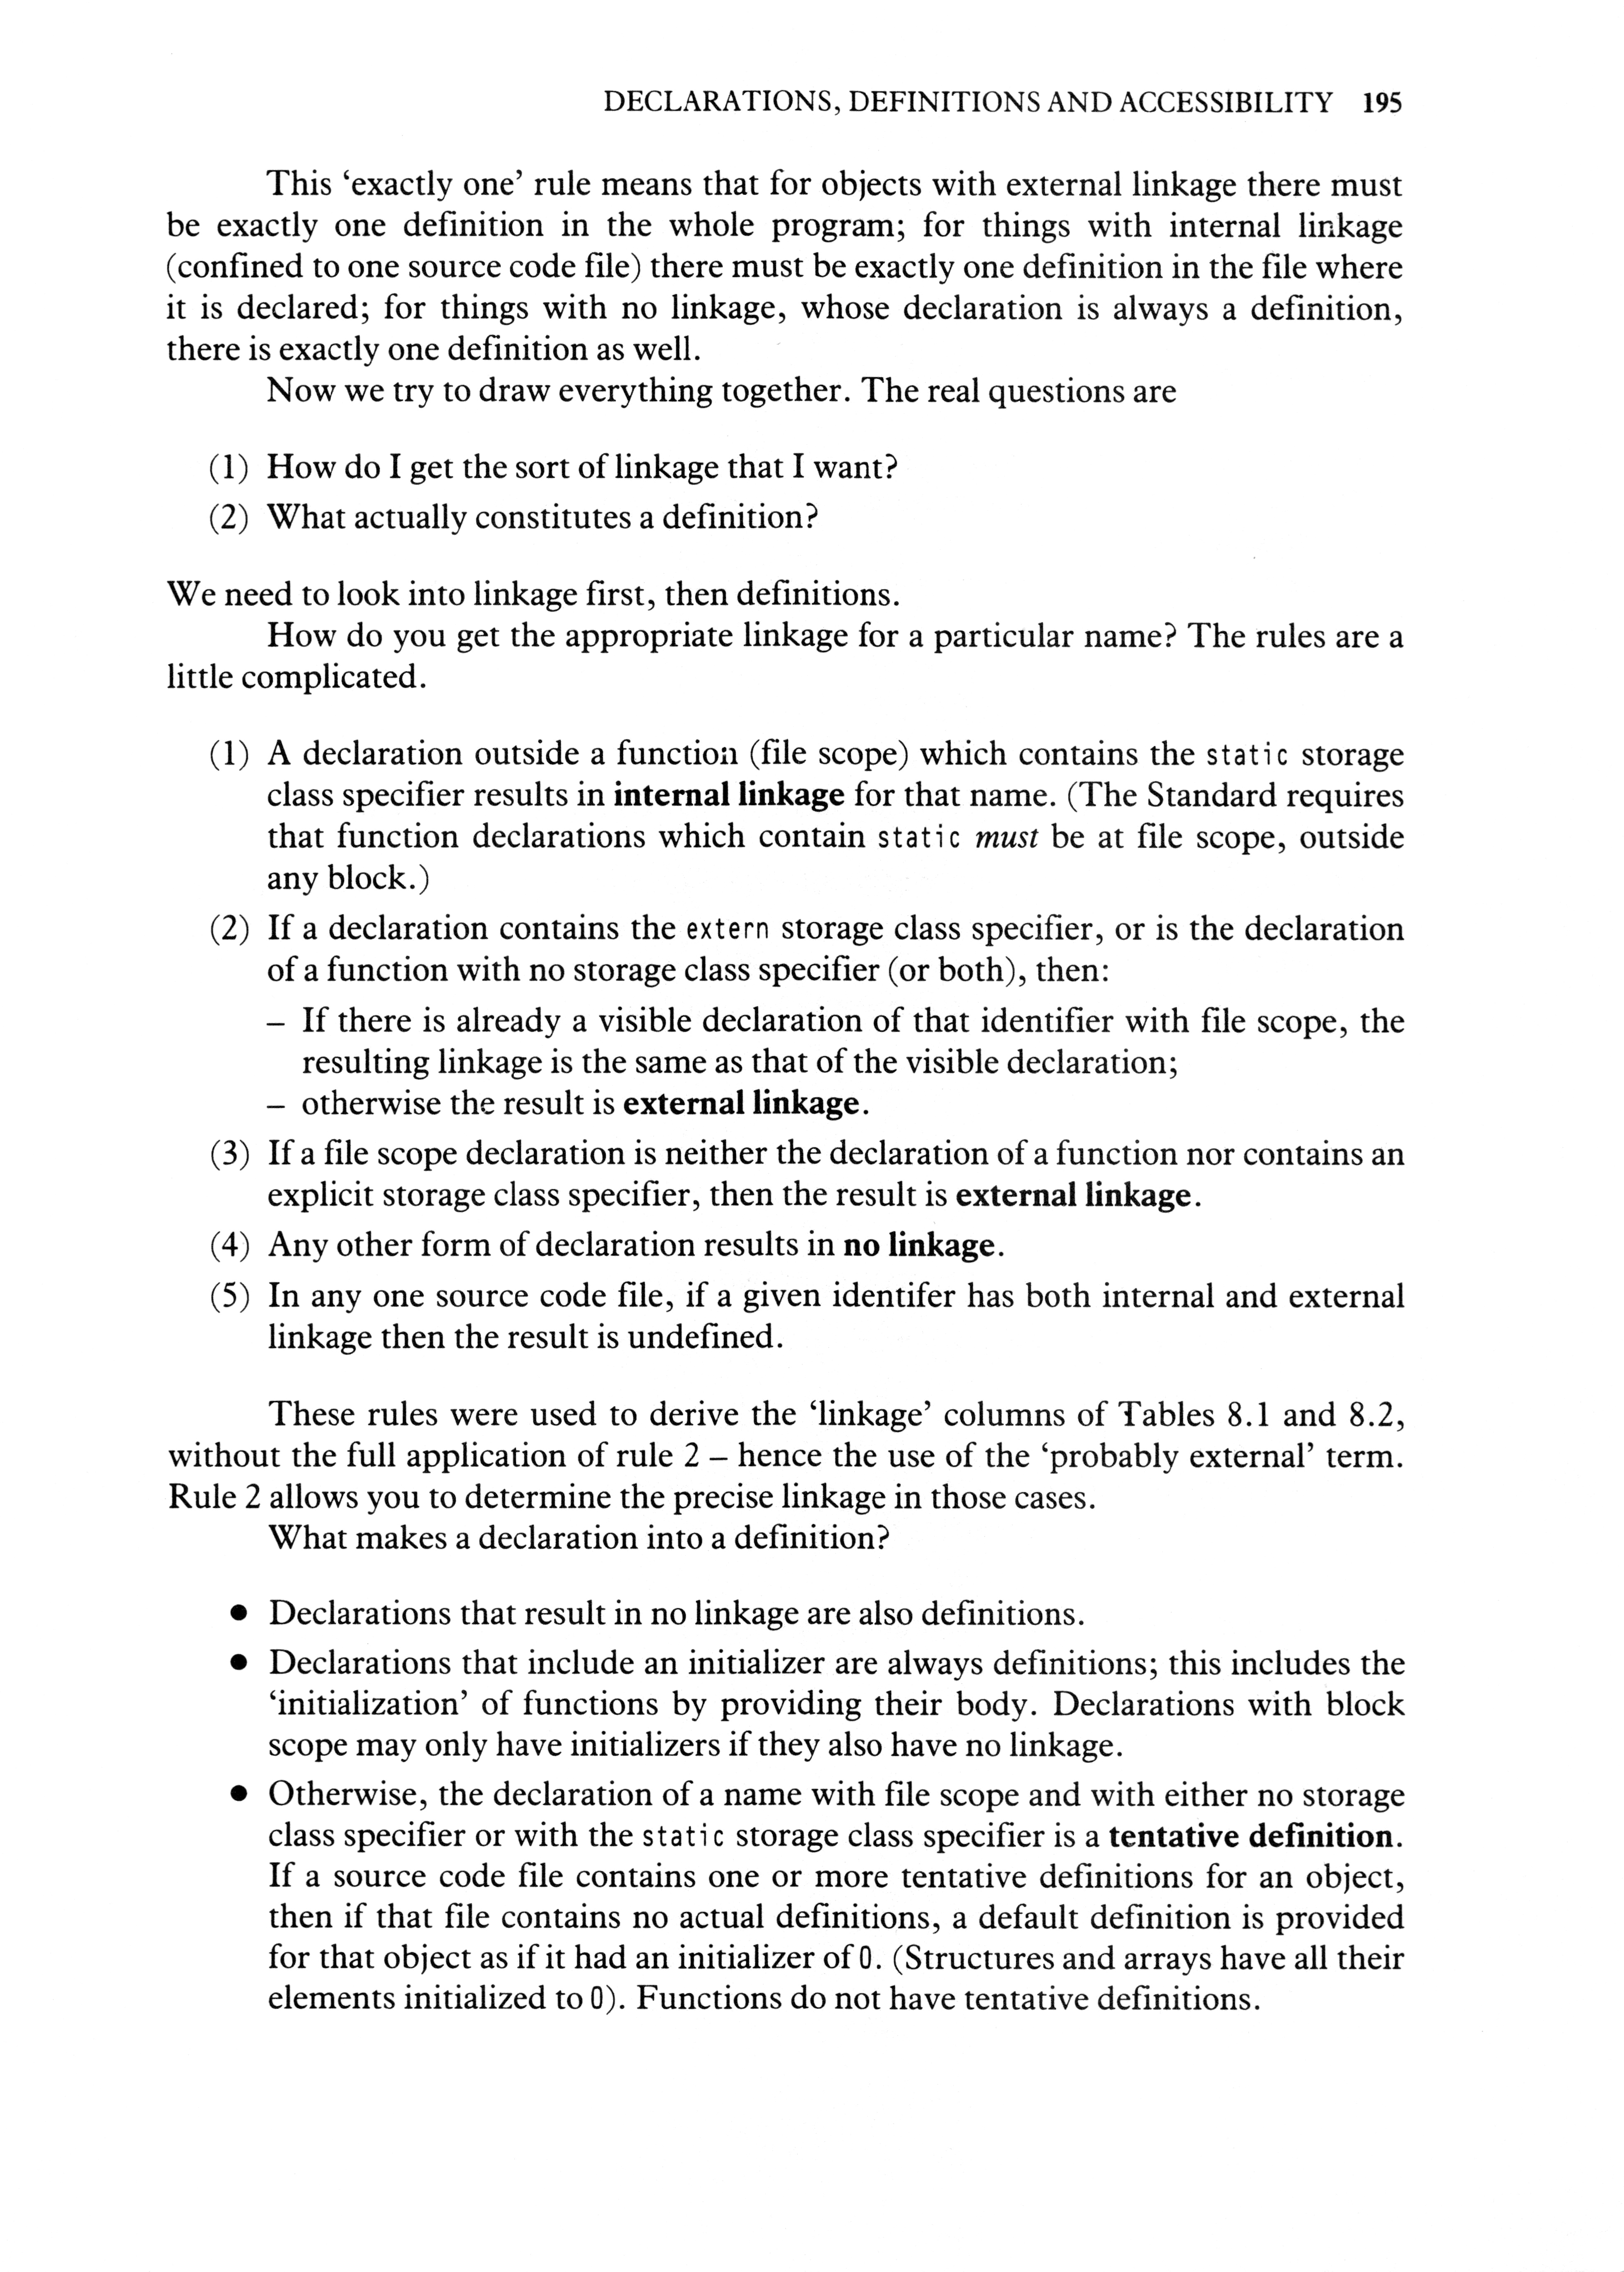 DECLARATIONS, DEFINITIONS AND ACCESSIBILITY 195
This ‘exactly one’ rule means that for objects with external linkage there must
be exactly one definition in the whole program; for things with internal linkage
(confined to one source code file) there must be exactly one definition in the file where
it is declared; for things with no linkage, whose declaration is always a definition,
there is exactly one definition as well.
Now we try to draw everything together. The real questions are
(1) How do I get the sort of linkage that I want?
(2) What actually constitutes a definition?
We need to look into linkage first, then definitions.
How do you get the appropriate linkage for a particular name? The rules are a
little complicated.
(1) A declaration outside a function (file scope) which contains the static storage
class specifier results in internal linkage for that name. (The Standard requires
that function declarations which contain static must be at file scope, outside
any block.)
(2) If a declaration contains the extern storage class specifier, or is the declaration
of a function with no storage class specifier (or both), then:
– If there is already a visible declaration of that identifier with file scope, the
resulting linkage is the same as that of the visible declaration;
– otherwise the result is external linkage.
(3) If a file scope declaration is neither the declaration of a function nor contains an
explicit storage class specifier, then the result is external linkage.
(4) Any other form of declaration results in no linkage.
(5) In any one source code file, if a given identifer has both internal and external
linkage then the result is undefined.
These rules were used to derive the ‘linkage’ columns of Tables 8.1 and 8.2,
without the full application of rule 2 – hence the use of the ‘probably external’ term.
Rule 2 allows you to determine the precise linkage in those cases.
What makes a declaration into a definition?
● Declarations that result in no linkage are also definitions.
● Declarations that include an initializer are always definitions; this includes the
‘initialization’ of functions by providing their body. Declarations with block
scope may only have initializers if they also have no linkage.
● Otherwise, the declaration of a name with file scope and with either no storage
class specifier or with the static storage class specifier is a tentative definition.
If a source code file contains one or more tentative definitions for an object,
then if that file contains no actual definitions, a default definition is provided
for that object as if it had an initializer of 0. (Structures and arrays have all their
elements initialized to 0). Functions do not have tentative definitions.